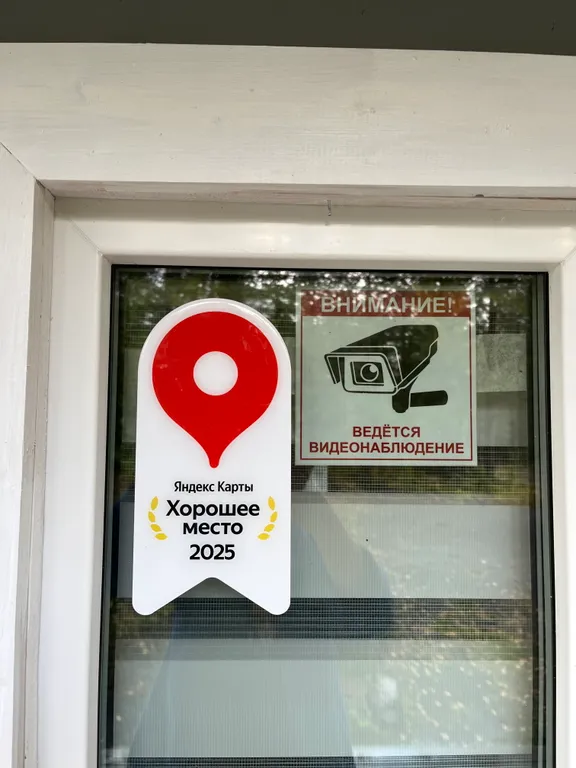 ВНИМАНИЕ!
ВЕДЁТСЯ
ВИДЕОНАБЛЮДЕНИЕ
Яндекс Карты
Хорошее
место
2025